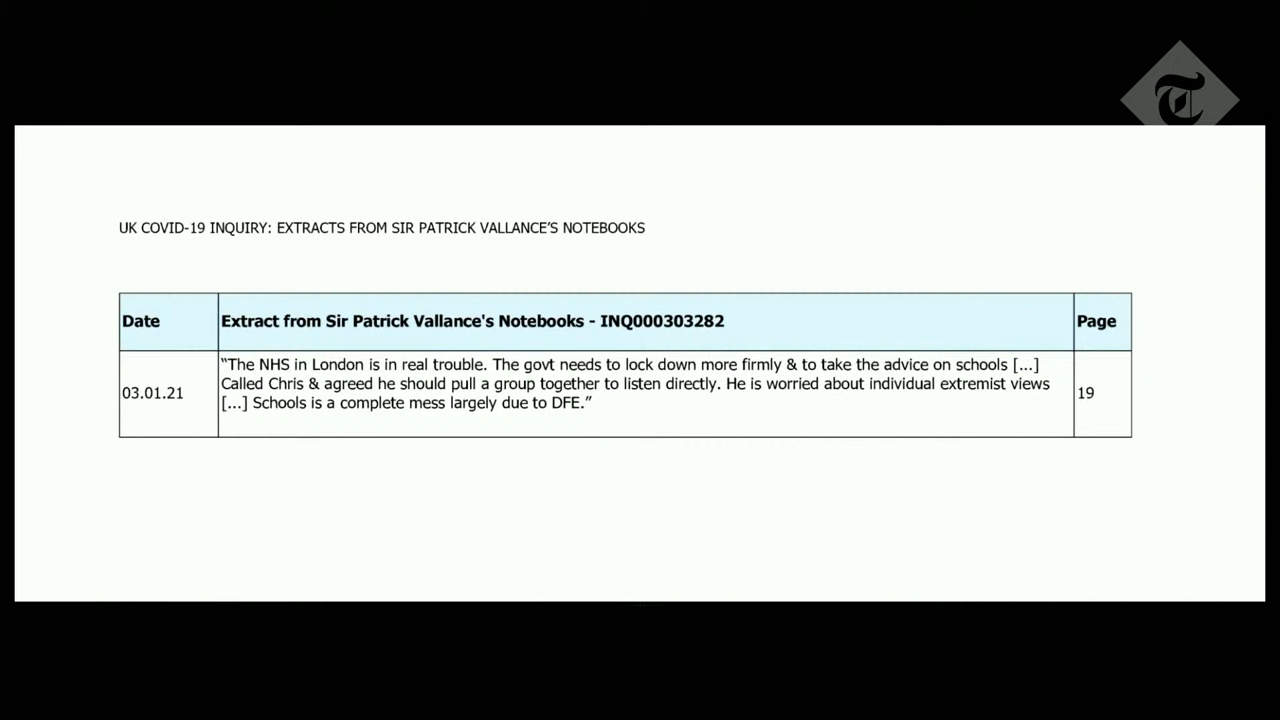 UK COVID-19 INQUIRY: EXTRACTS FROM SIR PATRICK VALLANCE'S NOTEBOOKS
Date
Extract from Sir Patrick Vallance's Notebooks - INQ000303282
Page
03.01.21
“The NHS in London is in real trouble. The govt needs to lock down more firmly & to take the advice on schools [...]
Called Chris & agreed he should pull a group together to listen directly. He is worried about individual extremist views
[...] Schools is a complete mess largely due to DFE.”
19